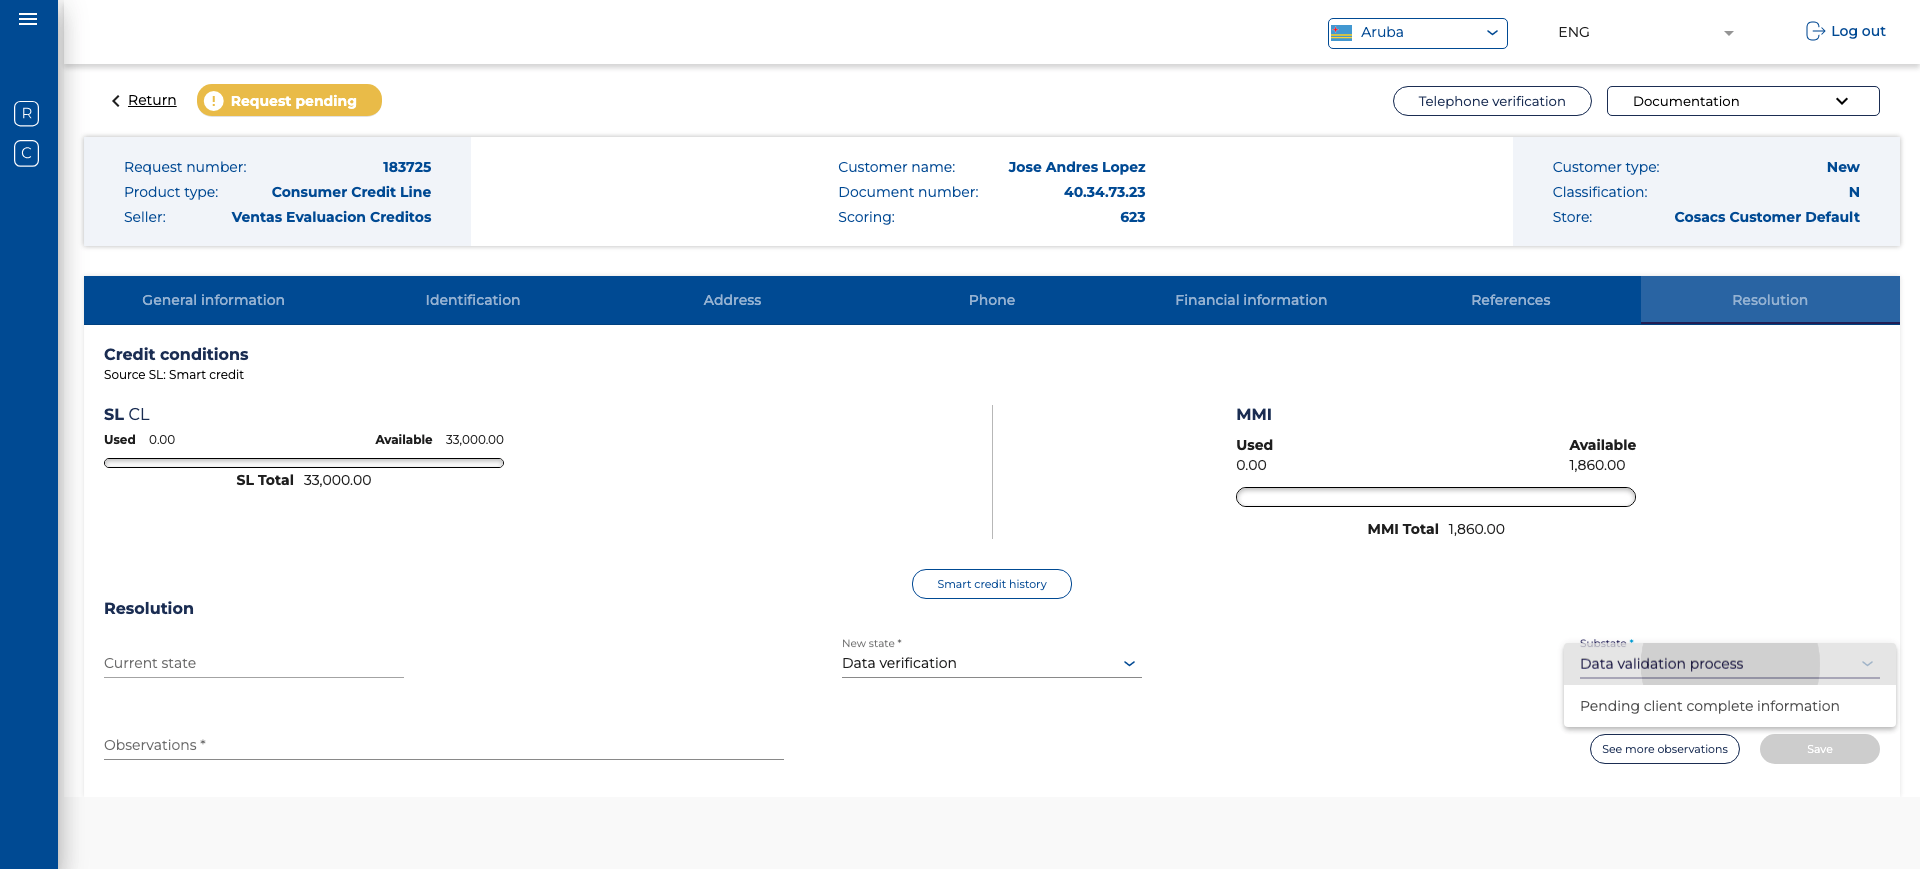 Aruba
ENG
Log out
R
C
Return
! Request pending
Telephone verification
Documentation
Request number: 183725
Product type: Consumer Credit Line
Seller: Ventas Evaluacion Creditos
Customer name: Jose Andres Lopez
Document number: 40.34.73.23
Scoring: 623
Customer type: New
Classification: N
Store: Cosacs Customer Default
General information
Identification
Address
Phone
Financial information
References
Resolution
Credit conditions
Source SL: Smart credit
SL CL
Used 0.00 Available 33,000.00
SL Total 33,000.00
MMI
Used Available
0.00 1,860.00
MMI Total 1,860.00
Smart credit history
Resolution
Current state
New state *
Data verification
Substate *
Data validation process
Pending client complete information
Observations *
See more observations
Save